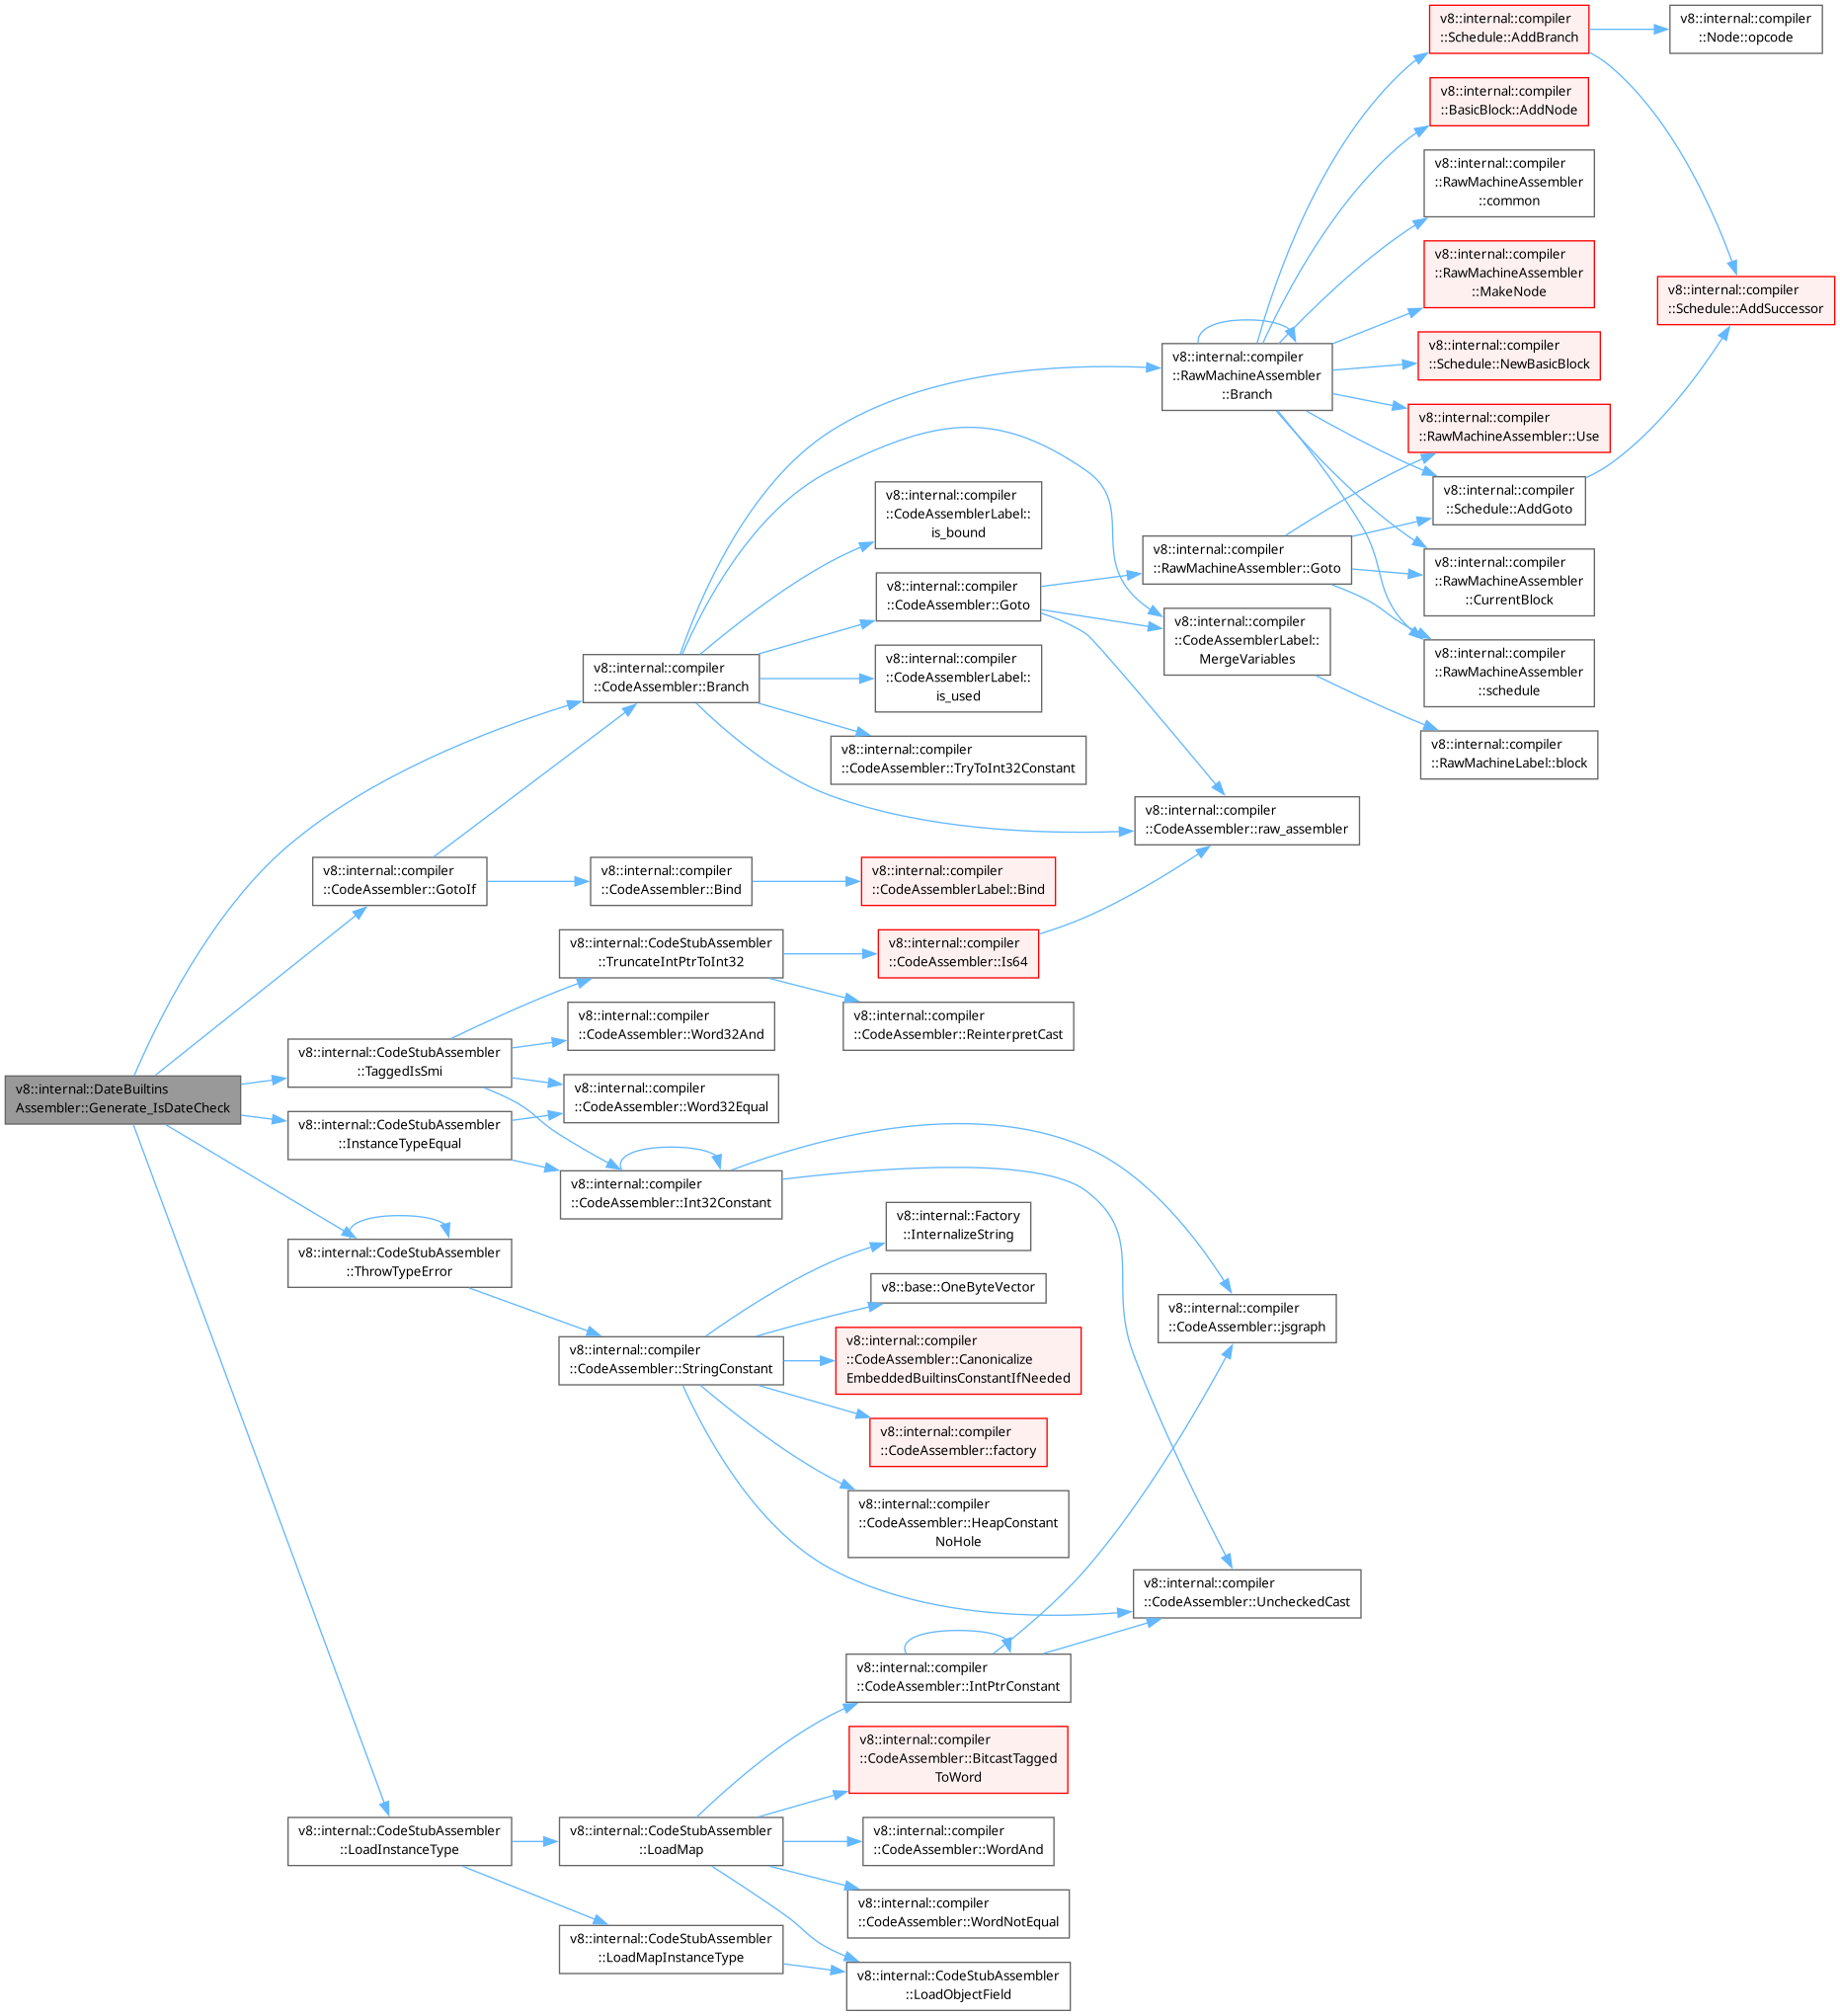 v8::internal::compiler
::Schedule::AddBranch
v8::internal::compiler
::Node::opcode
v8::internal::compiler
::BasicBlock::AddNode
v8::internal::compiler
::RawMachineAssembler
::common
v8::internal::compiler
::RawMachineAssembler
::MakeNode
v8::internal::compiler
::Schedule::AddSuccessor
v8::internal::compiler
::Schedule::NewBasicBlock
v8::internal::compiler
::RawMachineAssembler
::Branch
v8::internal::compiler
::RawMachineAssembler::Use
v8::internal::compiler
::Schedule::AddGoto
v8::internal::compiler
::CodeAssemblerLabel::
is_bound
v8::internal::compiler
::RawMachineAssembler::Goto
v8::internal::compiler
::RawMachineAssembler
::CurrentBlock
v8::internal::compiler
::CodeAssembler::Goto
v8::internal::compiler
::CodeAssemblerLabel::
MergeVariables
v8::internal::compiler
::RawMachineAssembler
::schedule
v8::internal::compiler
::CodeAssembler::Branch
v8::internal::compiler
::CodeAssemblerLabel::
is_used
v8::internal::compiler
::RawMachineLabel::block
v8::internal::compiler
::CodeAssembler::TryToInt32Constant
v8::internal::compiler
::CodeAssembler::raw_assembler
v8::internal::compiler
::CodeAssembler::GotoIf
v8::internal::compiler
::CodeAssembler::Bind
v8::internal::compiler
::CodeAssemblerLabel::Bind
v8::internal::CodeStubAssembler
::TruncateIntPtrToInt32
v8::internal::compiler
::CodeAssembler::Is64
v8::internal::compiler
::CodeAssembler::Word32And
v8::internal::compiler
::CodeAssembler::ReinterpretCast
v8::internal::CodeStubAssembler
::TaggedIsSmi
v8::internal::DateBuiltins
Assembler::Generate_IsDateCheck
v8::internal::compiler
::CodeAssembler::Word32Equal
v8::internal::CodeStubAssembler
::InstanceTypeEqual
v8::internal::compiler
::CodeAssembler::Int32Constant
v8::internal::Factory
::InternalizeString
v8::internal::CodeStubAssembler
::ThrowTypeError
v8::base::OneByteVector
v8::internal::compiler
::CodeAssembler::jsgraph
v8::internal::compiler
::CodeAssembler::StringConstant
v8::internal::compiler
::CodeAssembler::Canonicalize
EmbeddedBuiltinsConstantIfNeeded
v8::internal::compiler
::CodeAssembler::factory
v8::internal::compiler
::CodeAssembler::HeapConstant
NoHole
v8::internal::compiler
::CodeAssembler::UncheckedCast
v8::internal::compiler
::CodeAssembler::IntPtrConstant
v8::internal::compiler
::CodeAssembler::BitcastTagged
ToWord
v8::internal::CodeStubAssembler
::LoadInstanceType
v8::internal::CodeStubAssembler
::LoadMap
v8::internal::compiler
::CodeAssembler::WordAnd
v8::internal::compiler
::CodeAssembler::WordNotEqual
v8::internal::CodeStubAssembler
::LoadMapInstanceType
v8::internal::CodeStubAssembler
::LoadObjectField